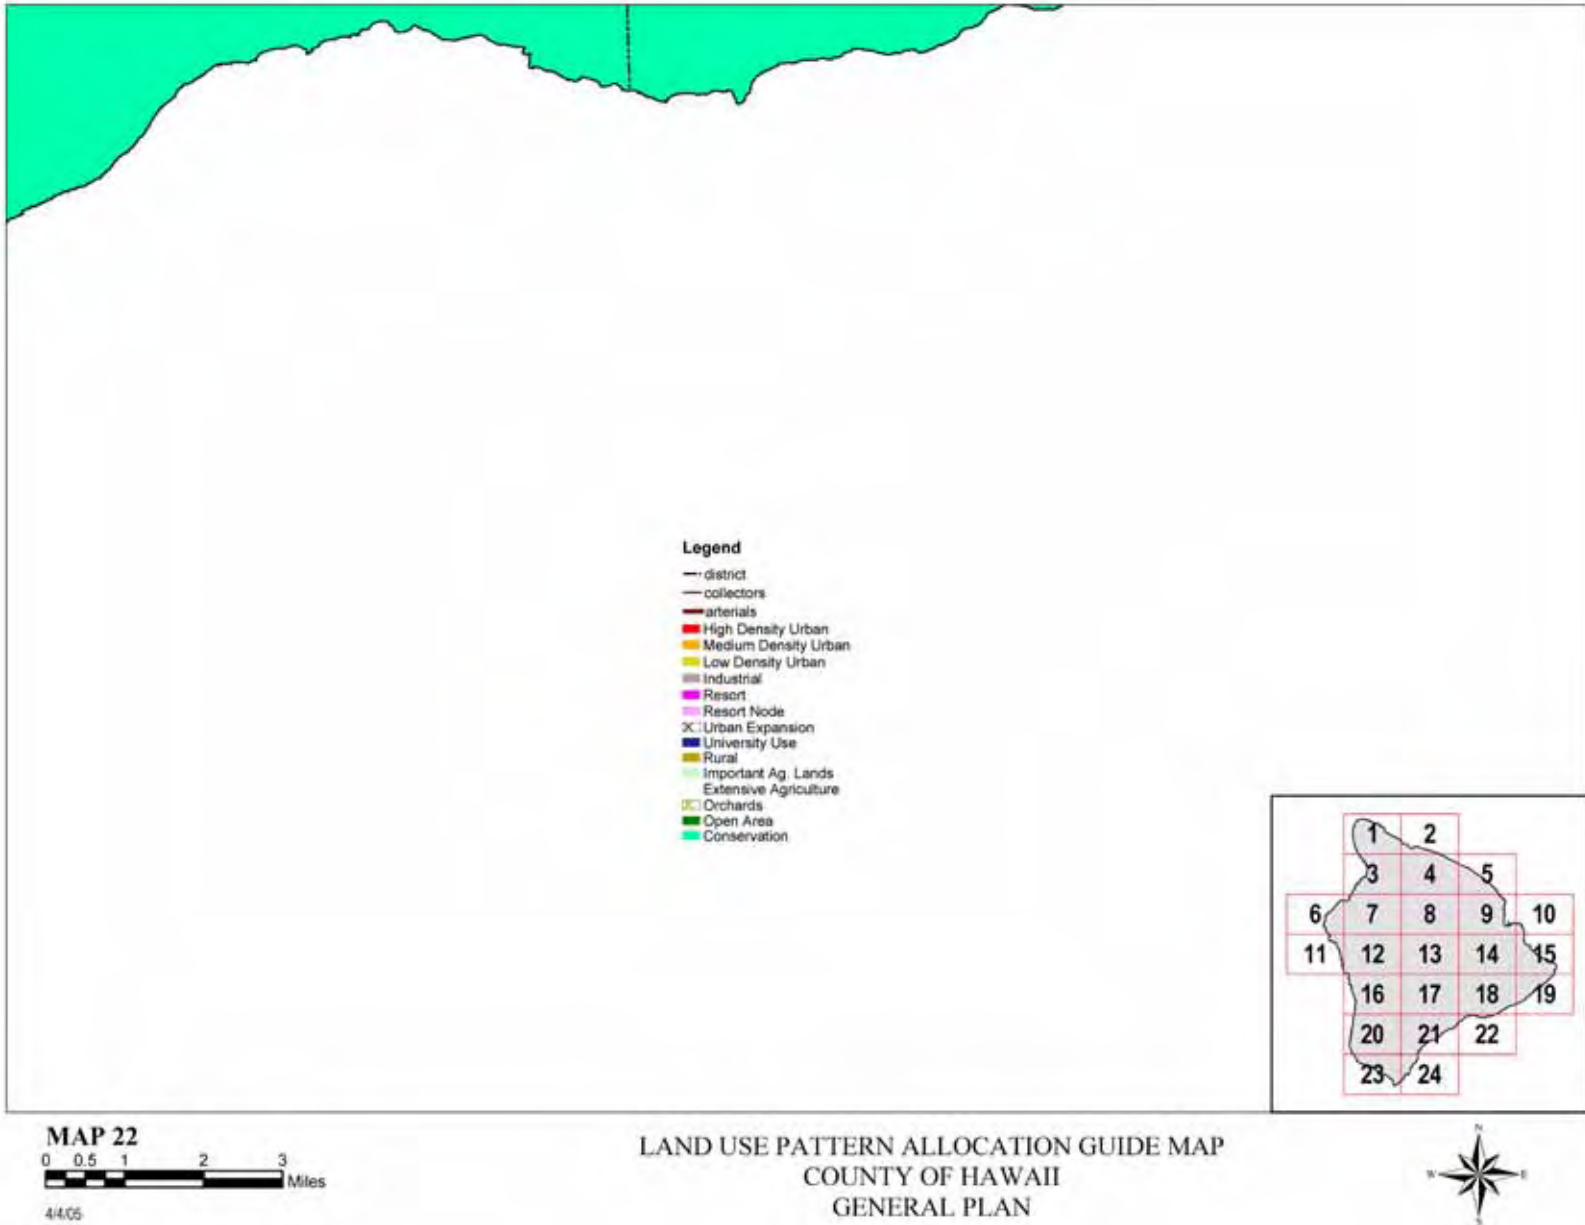 Legend
district
collectors
arterials
High Density Urban
Medium Density Urban
Low Density Urban
Industrial
Resort
Resort Node
Urban Expansion
University Use
Rural
Important Ag. Lands
Extensive Agriculture
Orchards
Open Area
Conservation
1 2
3 4 5
6 7 8 9 10
11 12 13 14 15
16 17 18 19
20 21 22
23 24
MAP 22
0 0.5 1 2 3
Miles
4/4/05
LAND USE PATTERN ALLOCATION GUIDE MAP
COUNTY OF HAWAII
GENERAL PLAN
N
W E
S